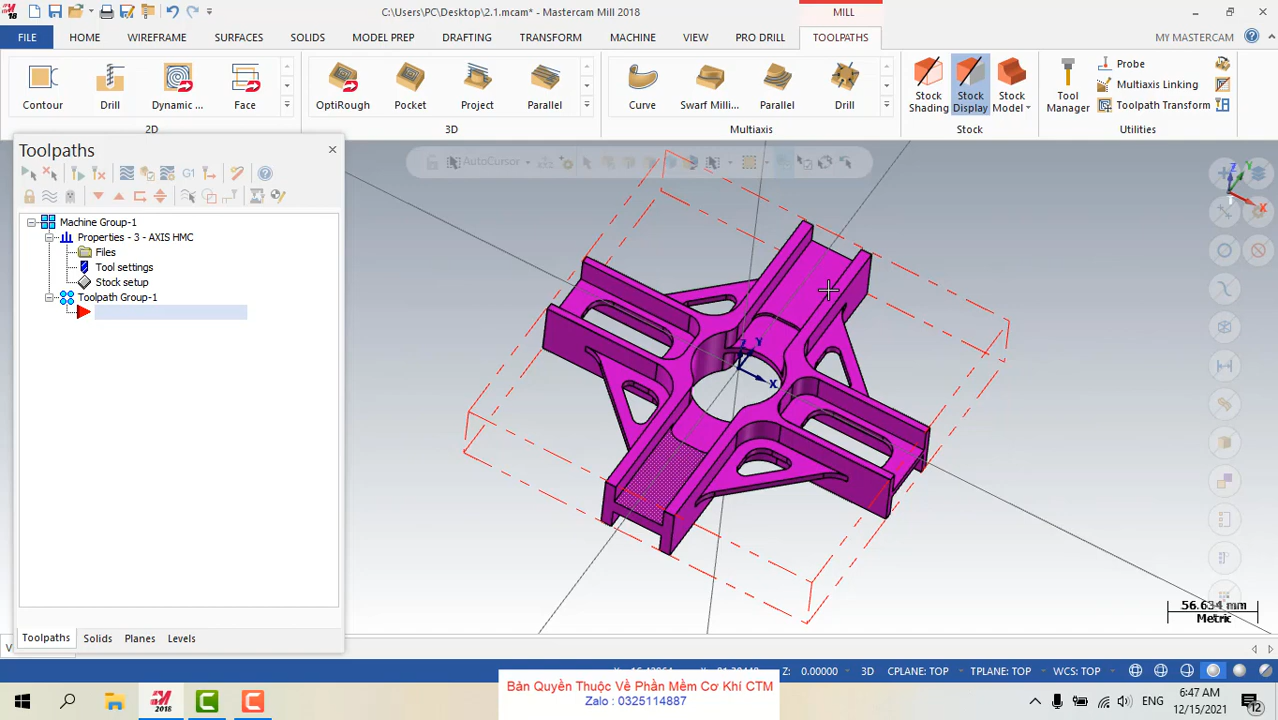 C:\Users\PC\Desktop\2.1.mcam* - Mastercam Mill 2018
MILL
FILE HOME WIREFRAME SURFACES SOLIDS MODEL PREP DRAFTING TRANSFORM MACHINE VIEW PRO DRILL TOOLPATHS MY MASTERCAM
Contour Drill Dynamic ... Face OptiRough Pocket Project Parallel Curve Swarf Milli... Parallel Drill Stock Shading Stock Display Stock Model Tool Manager
Probe
Multiaxis Linking
Toolpath Transform
2D 3D Multiaxis Stock Utilities
Toolpaths
AutoCursor
G1
Machine Group-1
Properties - 3 - AXIS HMC
Files
Tool settings
Stock setup
Toolpath Group-1
Z Y X
Z Y X
56.634 mm
Metric
Toolpaths Solids Planes Levels
Z: 0.00000 3D CPLANE: TOP TPLANE: TOP WCS: TOP
Bản Quyền Thuộc Về Phần Mềm Cơ Khí CTM
Zalo : 0325114887
2018
ENG
6:47 AM
12/15/2021
12